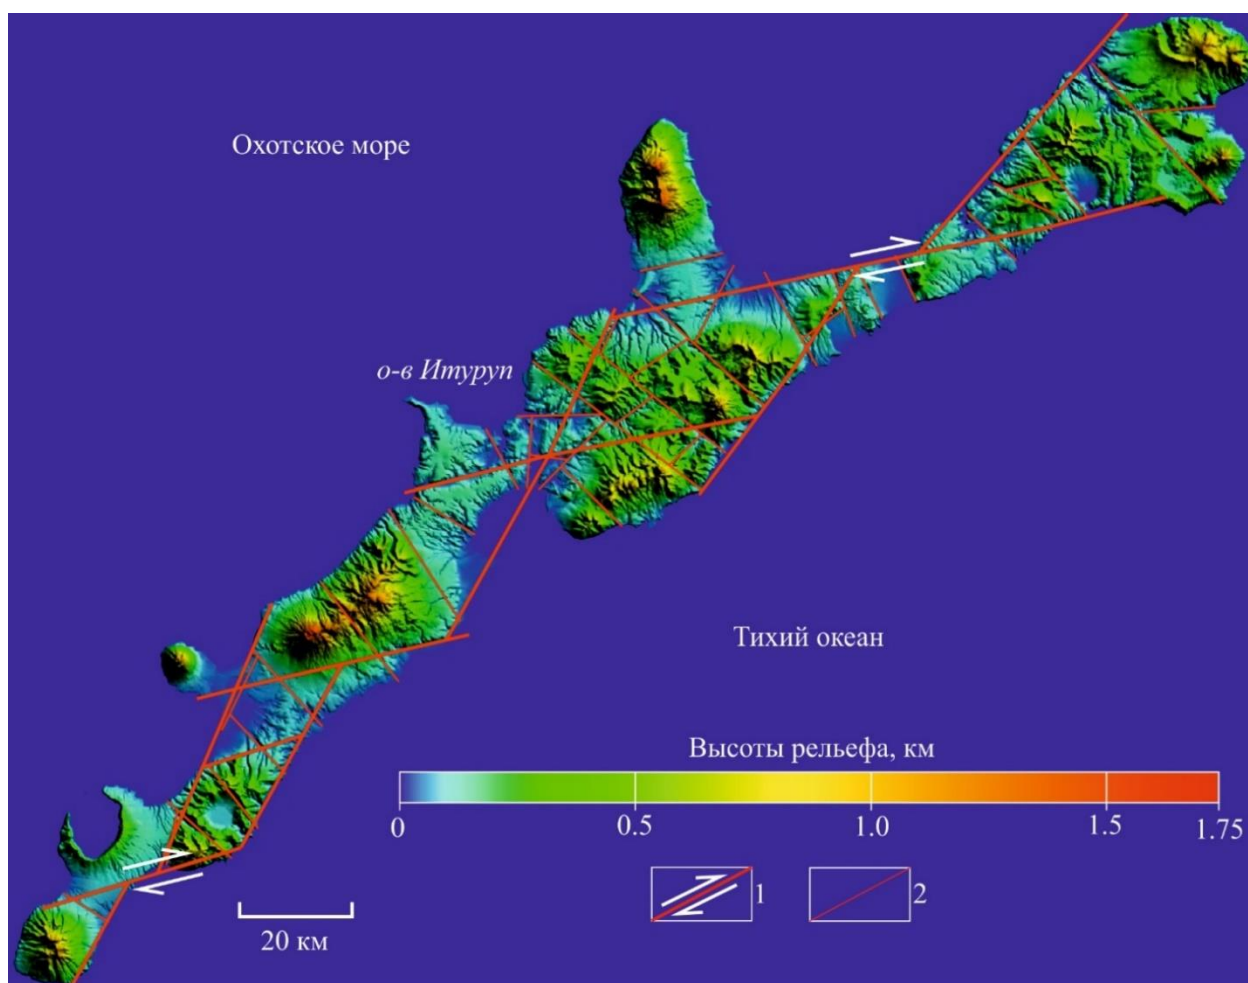 Охотское море
о-в Итуруп
Тихий океан
Высоты рельефа, км
0 0.5 1.0 1.5 1.75
1 2
20 км